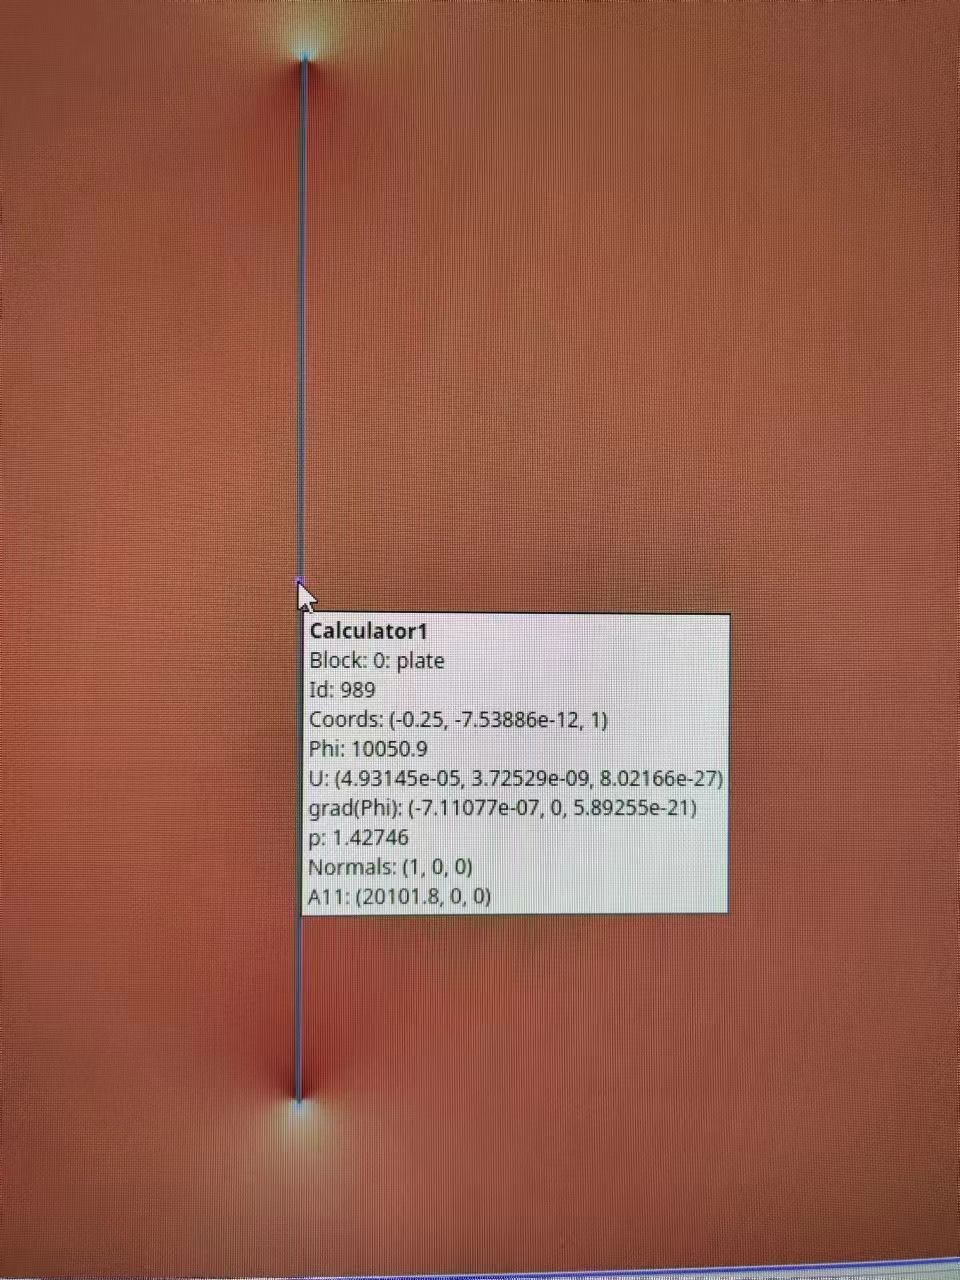 Calculator1
Block: 0: plate
Id: 989
Coords: (-0.25, -7.53886e-12, 1)
Phi: 10050.9
U: (4.93145e-05, 3.72529e-09, 8.02166e-27)
grad(Phi): (-7.11077e-07, 0, 5.89255e-21)
p: 1.42746
Normals: (1, 0, 0)
A11: (20101.8, 0, 0)